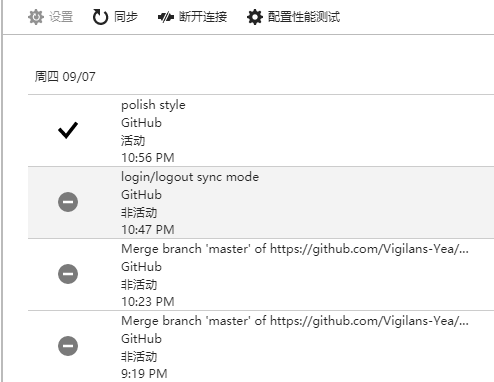 设置 同步 断开连接 配置性能测试
周四 09/07
polish style
GitHub
活动
10:56 PM
login/logout sync mode
GitHub
非活动
10:47 PM
Merge branch 'master' of https://github.com/Vigilans-Yea/...
GitHub
非活动
10:23 PM
Merge branch 'master' of https://github.com/Vigilans-Yea/...
GitHub
非活动
9:19 PM